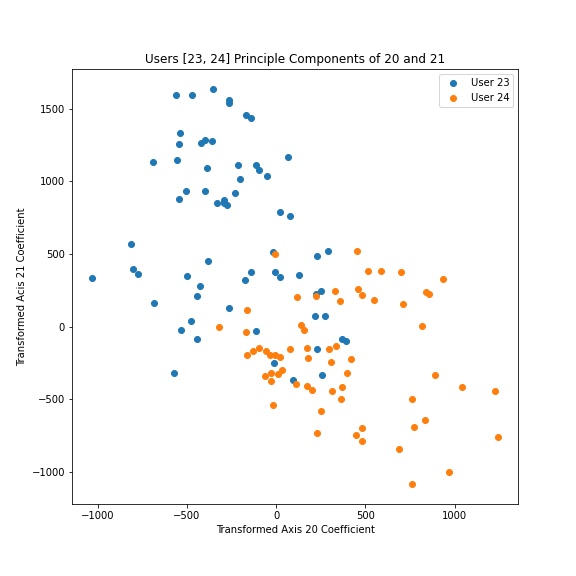 Users [23, 24] Principle Components of 20 and 21
User 23
User 24
1500
1000
500
0
−500
−1000
Transformed Acis 21 Coefficient
−1000
−500
0
500
1000
Transformed Axis 20 Coefficient